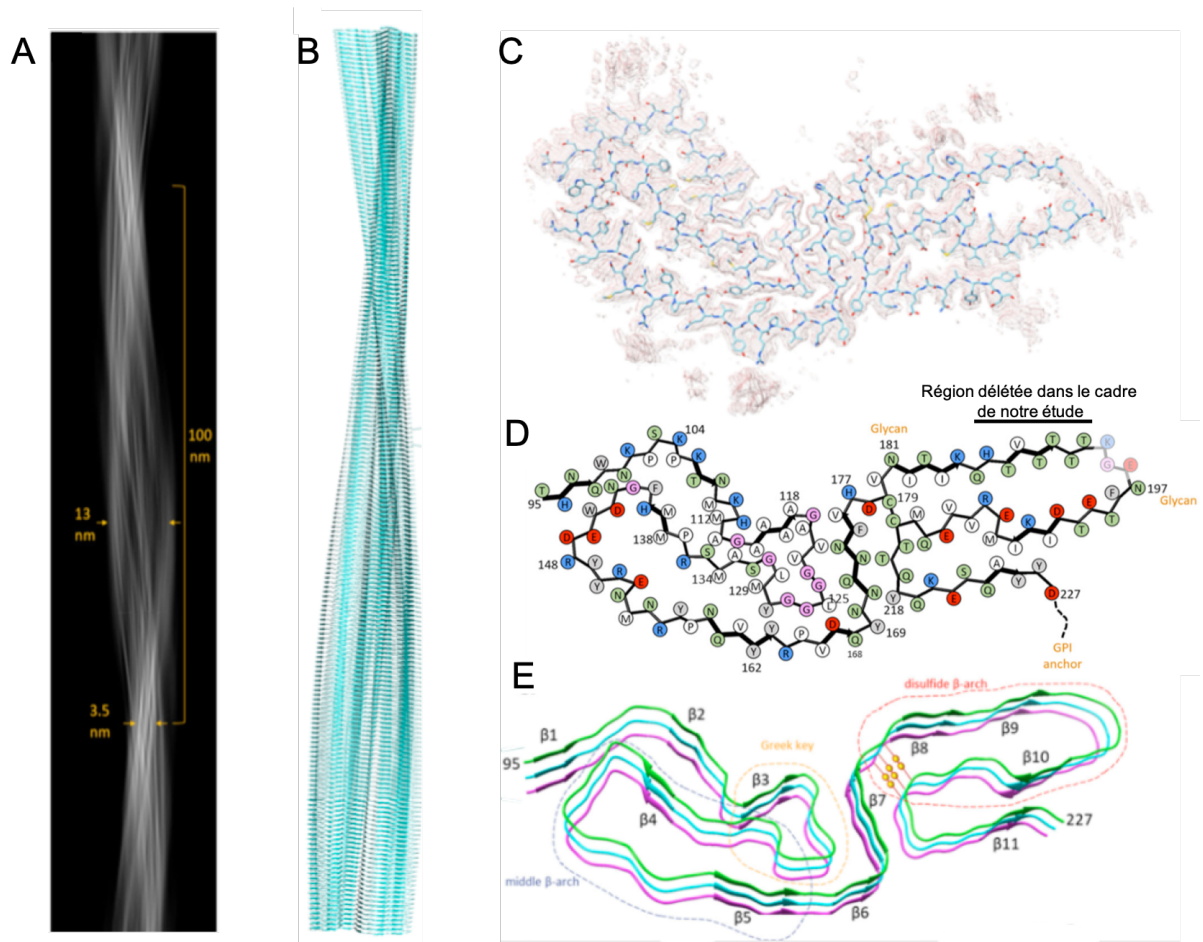 A
B
C
D
E
100
nm
13
nm
3.5
nm
Région délétée dans le cadre
de notre étude
Glycan
181
104
95
112
118
177
179
197
Glycan
138
148
134
129
125
162
168
169
218
227
GPI
anchor
T H N Q W N K P S K P K T N M K H M A G A A A A G A V V G G L G G Y M L G S A M S R P M M H F G N D W E D R Y Y R E N M N R Y P N Q V Y Y R P V D Q Y N N Q N N F V H D C V N I T I K Q H T V T T T T K G E N F T E T D I K I M E R V V E Q M C T T Q Y Q K E S Q A Y Y D
disulfide β-arch
β1
β2
Greek key
β3
β4
β8
β9
β10
β7
95
227
β11
middle β-arch
β5
β6